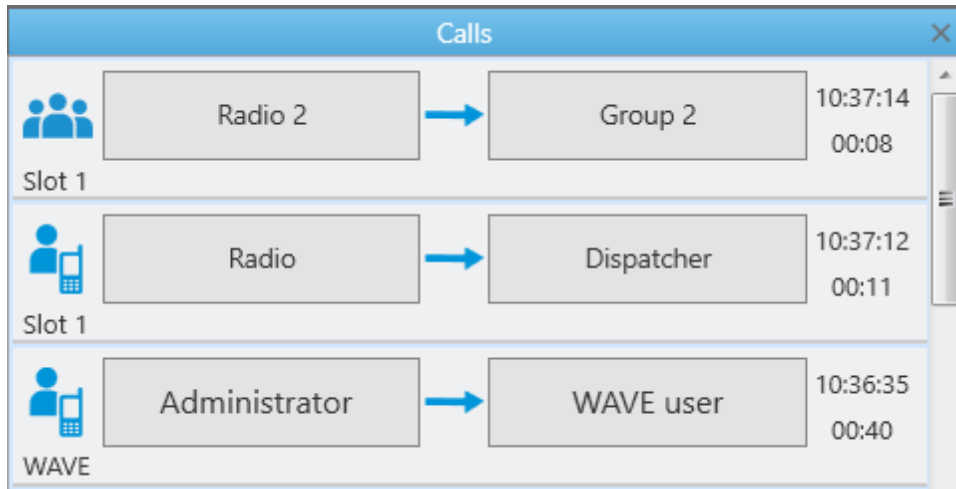 Calls
Radio 2
Group 2
10:37:14
00:08
Slot 1
Radio
Dispatcher
10:37:12
00:11
Slot 1
Administrator
WAVE user
10:36:35
00:40
WAVE